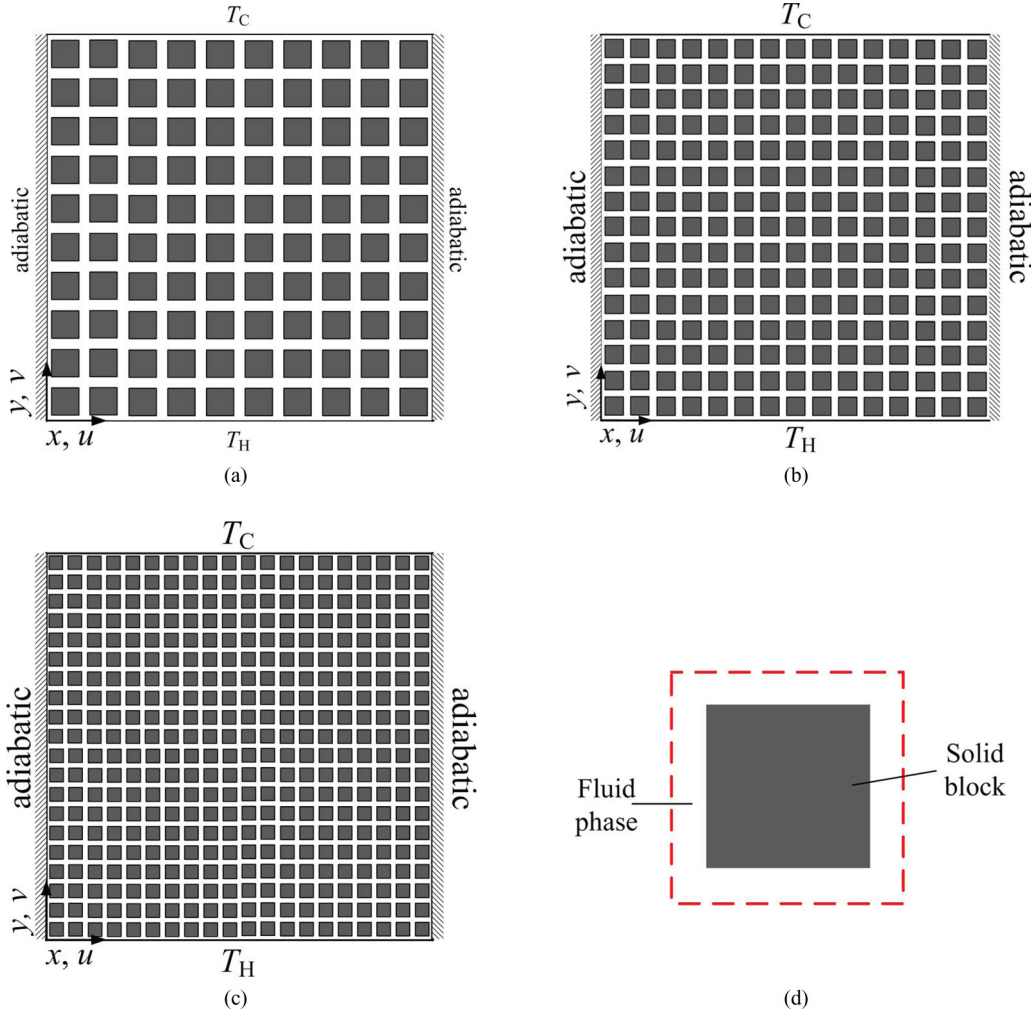 T_C
adiabatic
adiabatic
y, v
x, u
T_H
(a)
T_C
adiabatic
adiabatic
y, v
x, u
T_H
(b)
T_C
adiabatic
adiabatic
y, v
x, u
T_H
(c)
Fluid
phase
Solid
block
(d)